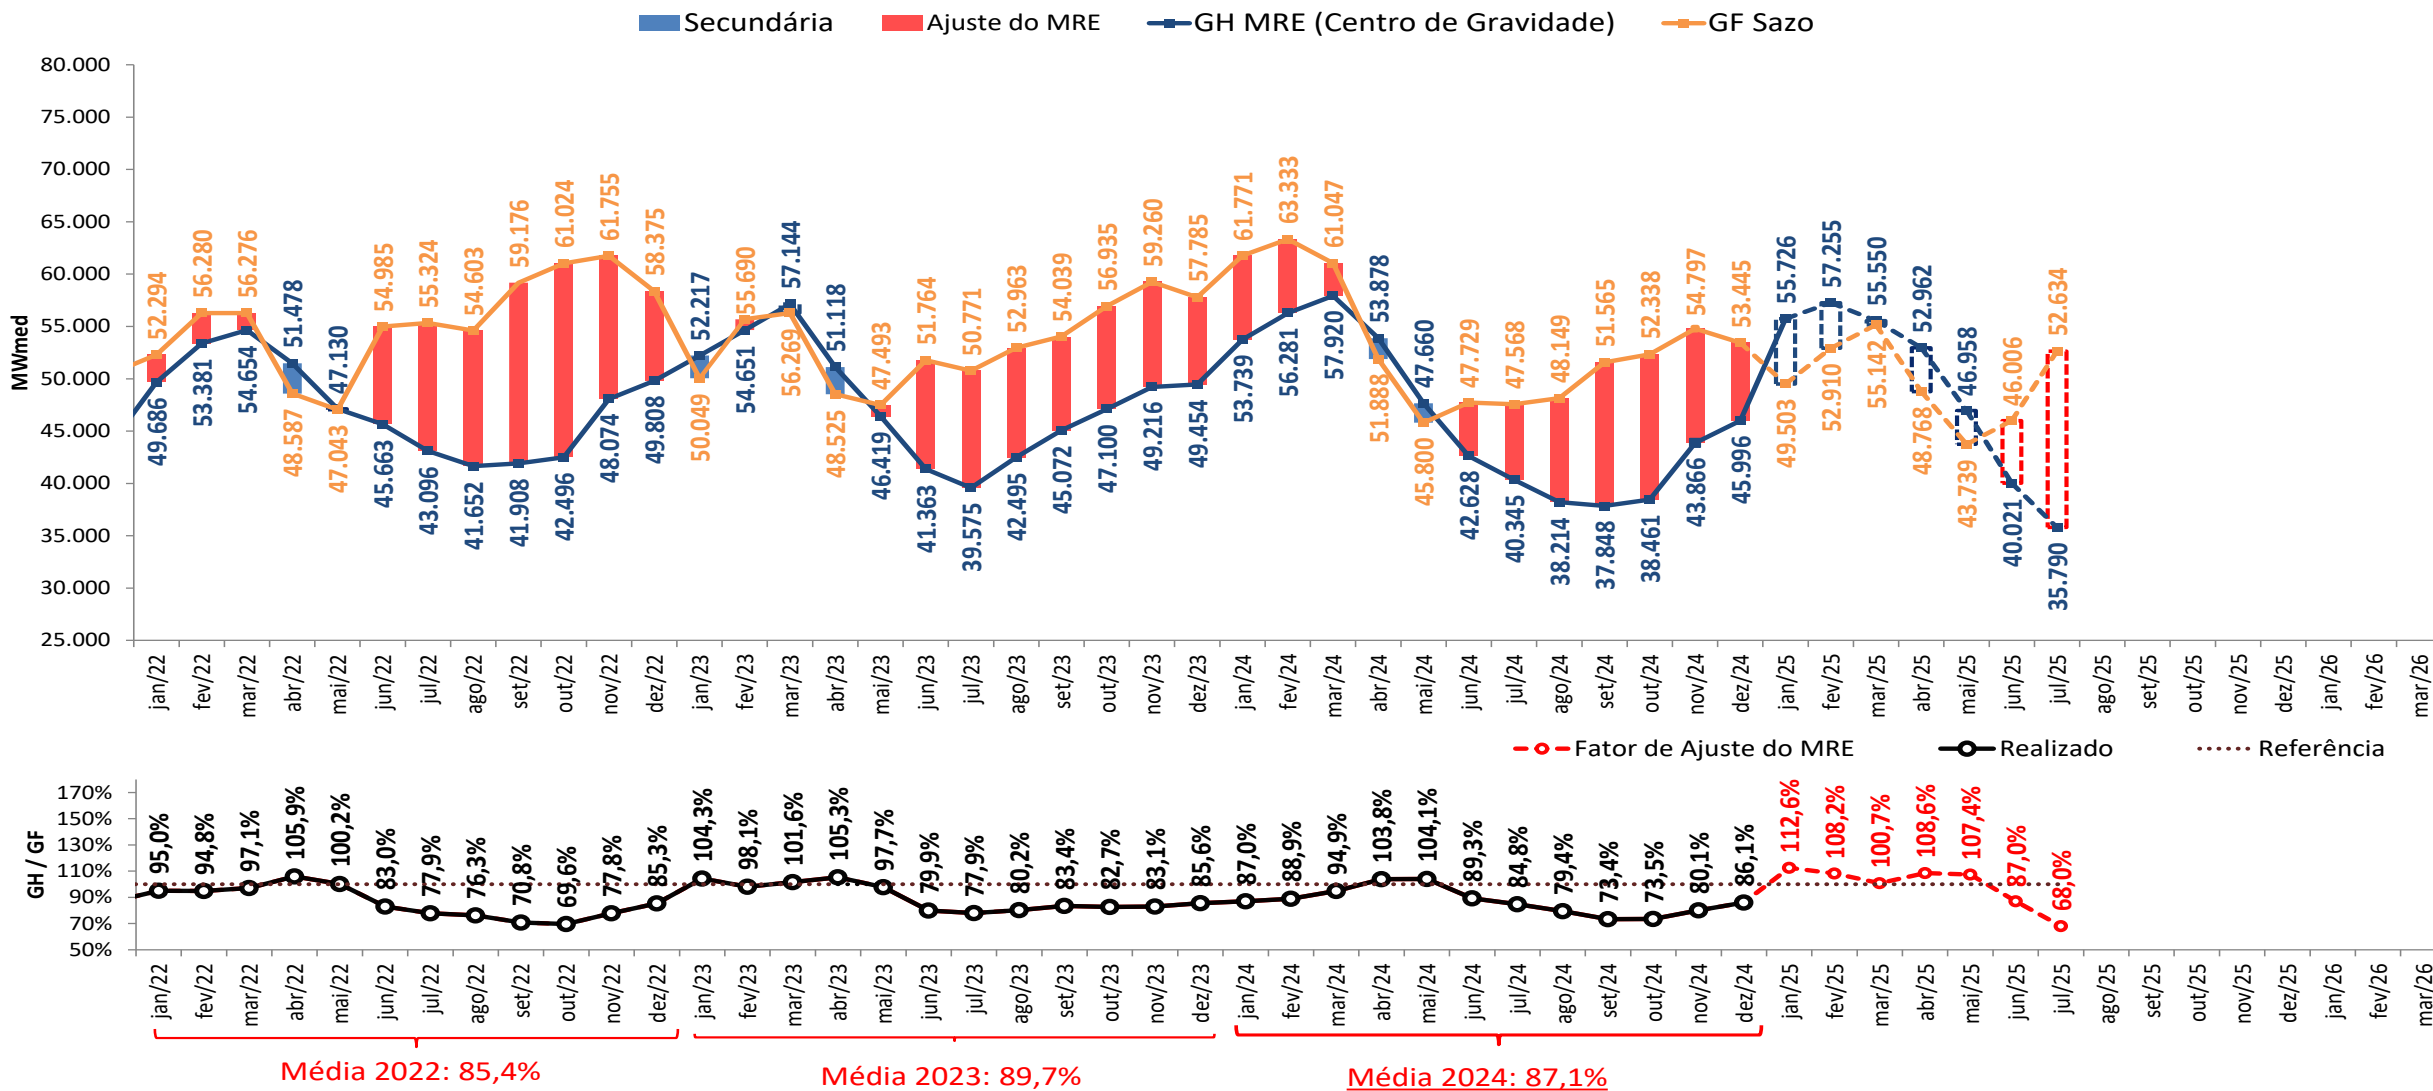 Secundária Ajuste do MRE GH MRE (Centro de Gravidade) GF Sazo
MWmed
80.000
75.000
70.000
65.000
60.000
55.000
50.000
45.000
40.000
35.000
30.000
25.000
52.294 56.280 56.276 48.587 47.043 54.985 55.324 54.603 59.176 61.024 61.755 58.375 50.049 55.690 56.269 48.525 47.493 51.764 50.771 52.963 54.039 56.935 59.260 57.785 61.771 63.333 61.047 51.888 45.800 47.729 47.568 48.149 51.565 52.338 54.797 53.445 49.503 52.910 55.142 48.768 43.739 46.006 52.634
49.686 53.381 54.654 51.478 47.130 45.663 43.096 41.652 41.908 42.496 48.074 49.808 52.217 54.651 57.144 51.118 46.419 41.363 39.575 42.495 45.072 47.100 49.216 49.454 53.739 56.281 57.920 53.878 47.660 42.628 40.345 38.214 37.848 38.461 43.866 45.996 55.726 57.255 55.550 52.962 46.958 40.021 35.790
jan/22 fev/22 mar/22 abr/22 mai/22 jun/22 jul/22 ago/22 set/22 out/22 nov/22 dez/22 jan/23 fev/23 mar/23 abr/23 mai/23 jun/23 jul/23 ago/23 set/23 out/23 nov/23 dez/23 jan/24 fev/24 mar/24 abr/24 mai/24 jun/24 jul/24 ago/24 set/24 out/24 nov/24 dez/24 jan/25 fev/25 mar/25 abr/25 mai/25 jun/25 jul/25 ago/25 set/25 out/25 nov/25 dez/25 jan/26 fev/26 mar/26
Fator de Ajuste do MRE Realizado Referência
GH / GF
170%
150%
130%
110%
90%
70%
50%
95,0% 94,8% 97,1% 105,9% 100,2% 83,0% 77,9% 76,3% 70,8% 69,6% 77,8% 85,3% 104,3% 98,1% 101,6% 105,3% 97,7% 79,9% 77,9% 80,2% 83,4% 82,7% 83,1% 85,6% 87,0% 88,9% 94,9% 103,8% 104,1% 89,3% 84,8% 79,4% 73,4% 73,5% 80,1% 86,1% 112,6% 108,2% 100,7% 108,6% 107,4% 87,0% 68,0%
jan/22 fev/22 mar/22 abr/22 mai/22 jun/22 jul/22 ago/22 set/22 out/22 nov/22 dez/22 jan/23 fev/23 mar/23 abr/23 mai/23 jun/23 jul/23 ago/23 set/23 out/23 nov/23 dez/23 jan/24 fev/24 mar/24 abr/24 mai/24 jun/24 jul/24 ago/24 set/24 out/24 nov/24 dez/24 jan/25 fev/25 mar/25 abr/25 mai/25 jun/25 jul/25 ago/25 set/25 out/25 nov/25 dez/25 jan/26 fev/26 mar/26
Média 2022: 85,4% Média 2023: 89,7% Média 2024: 87,1%